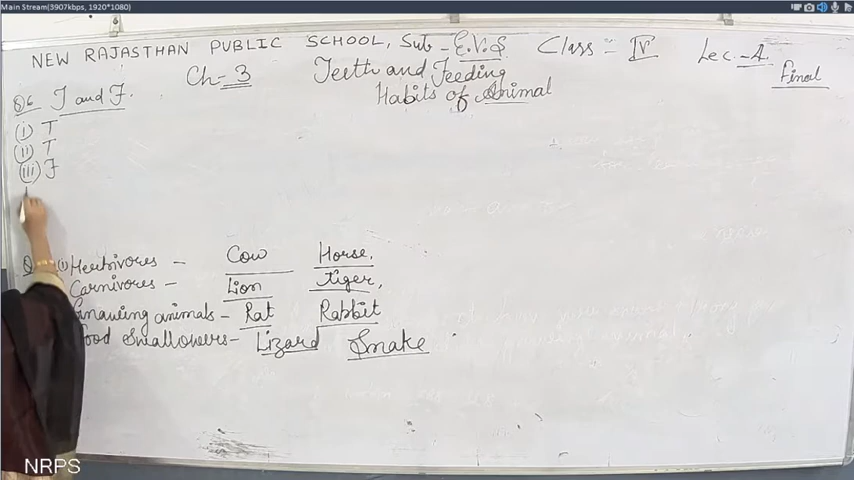 Main Stream(3907kbps, 1920*1080)
NEW RAJASTHAN PUBLIC SCHOOL, Sub - E.V.S Class = IV Lec - 4
Final
Ch- 3 Teeth and Feeding
Habits of Animal
Q6 T and F.
(i) T
(ii) T
(iii) F
Q (i) Herbivores - Cow Horse,
Carnivores - Lion tiger,
Gnawing animals - Rat Rabbit
Food Swallowers - Lizard Snake
NRPS